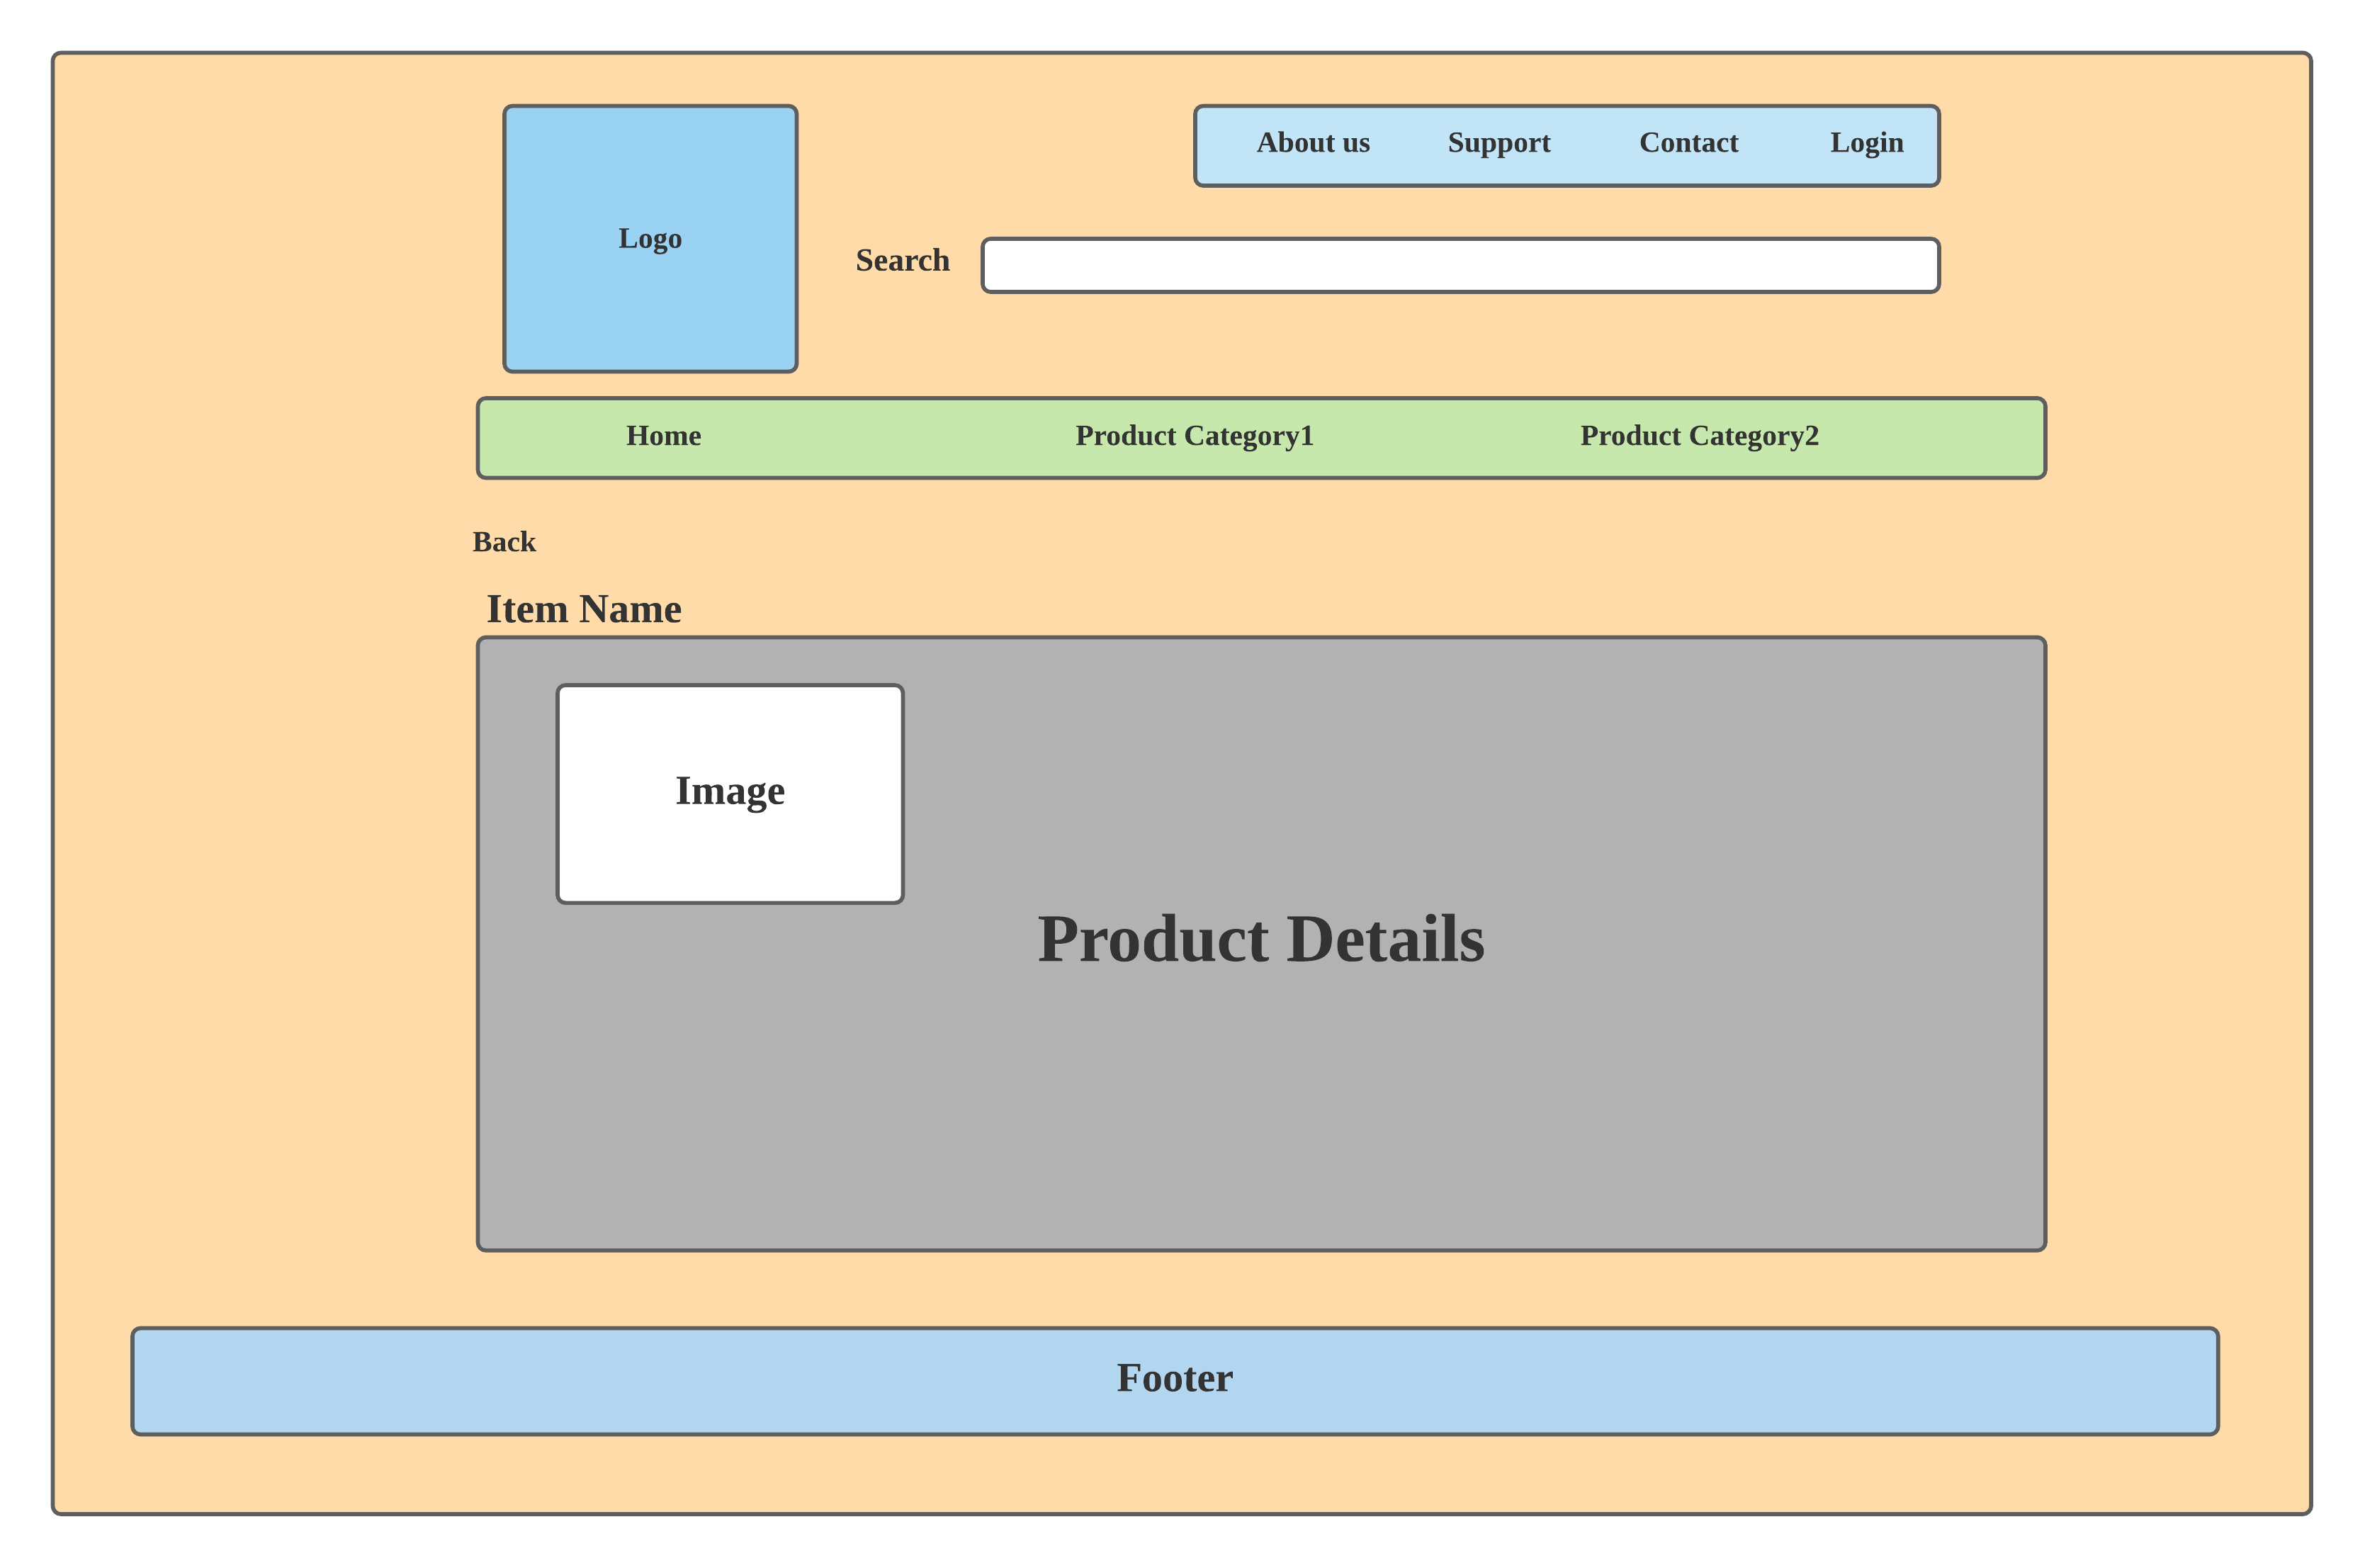 About us Support Contact Login
Logo
Search
Home Product Category1 Product Category2
Back
Item Name
Image
Product Details
Footer